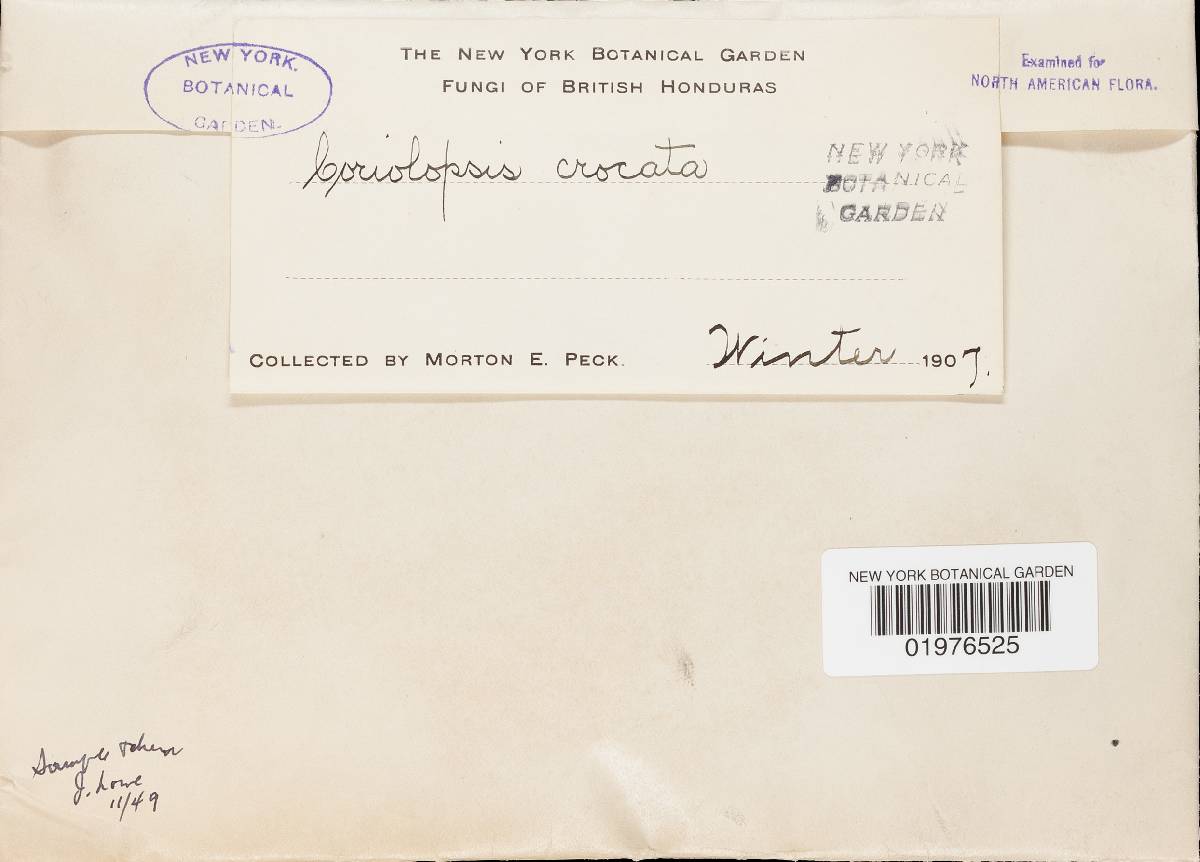 NEW YORK.
BOTANICAL
GARDEN.
THE NEW YORK BOTANICAL GARDEN
FUNGI OF BRITISH HONDURAS
Examined for
NORTH AMERICAN FLORA.
Coriolopsis crocata
NEW YORK
BOTANICAL
GARDEN
COLLECTED BY MORTON E. PECK. Winter 1907.
NEW YORK BOTANICAL GARDEN
01976525
Sample taken
J. Lowe
11/49